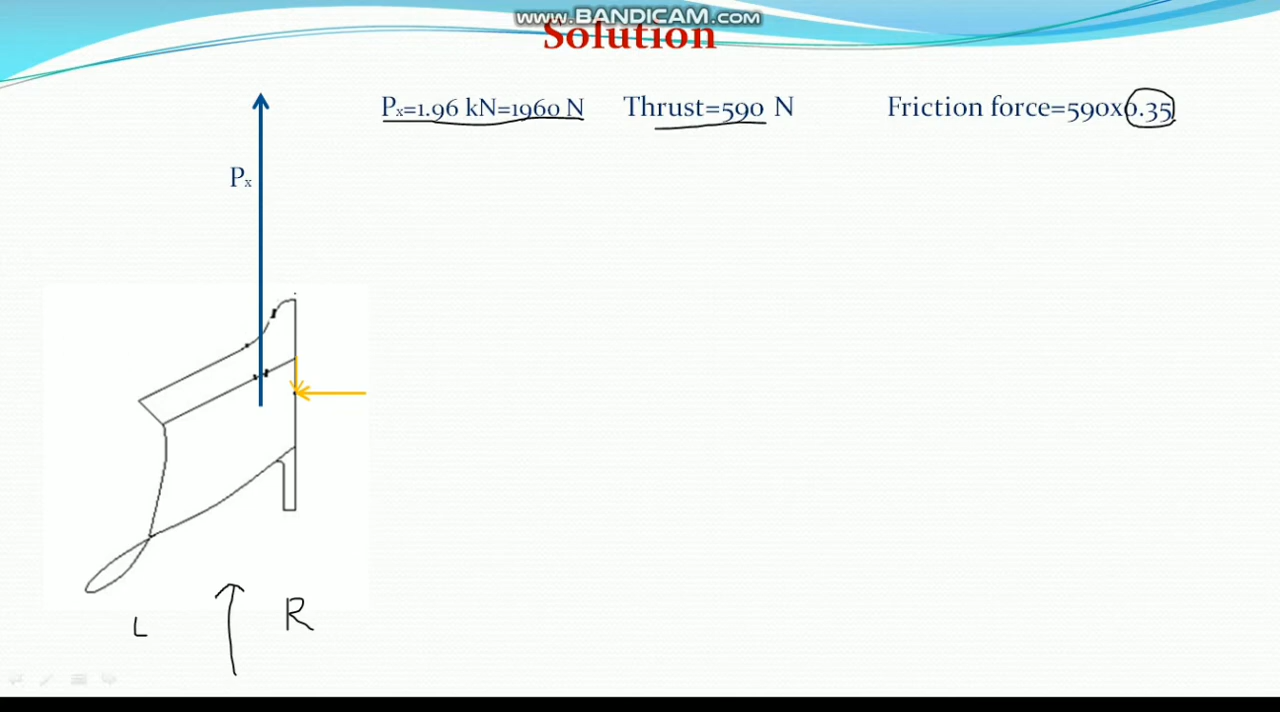 www.BANDICAM.com
Solution
Px=1.96 kN=1960 N Thrust=590 N Friction force=590x0.35
Px
L R